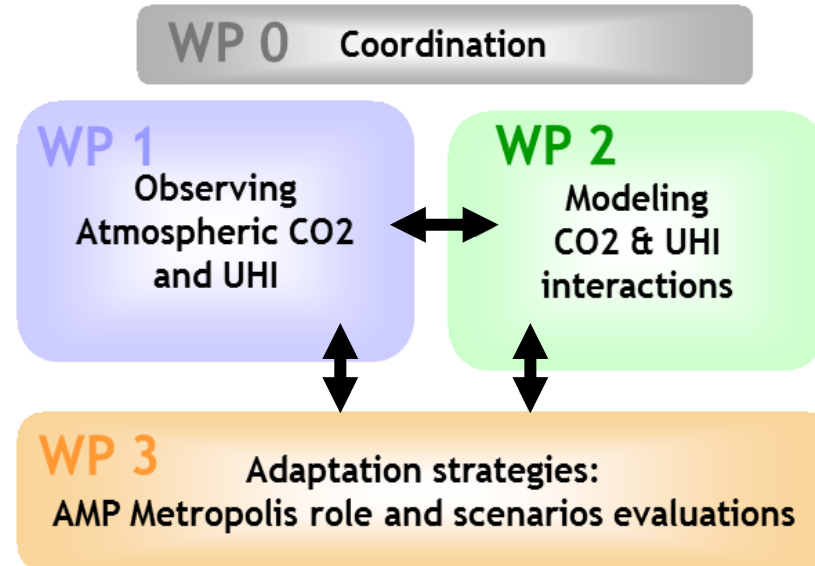 WP 0 Coordination
WP 1
Observing
Atmospheric CO2
and UHI
WP 2
Modeling
CO2 & UHI
interactions
WP 3
Adaptation strategies:
AMP Metropolis role and scenarios evaluations